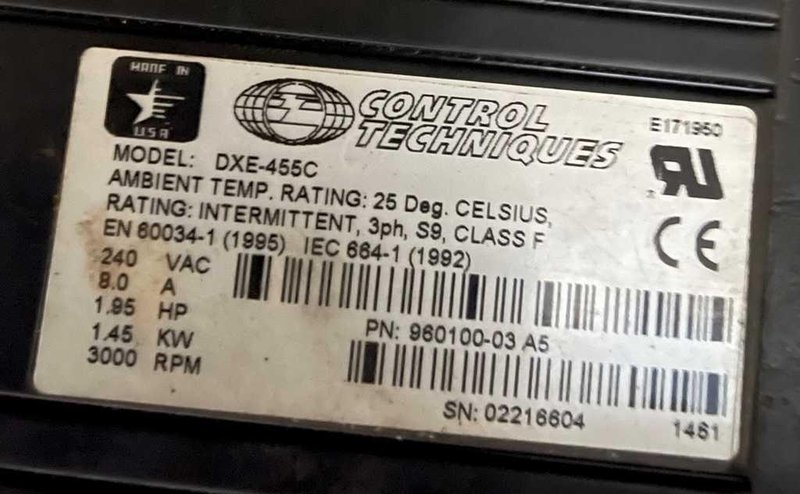 MADE IN
USA
CONTROL
TECHNIQUES
E171950
MODEL: DXE-455C
AMBIENT TEMP. RATING: 25 Deg. CELSIUS,
RATING: INTERMITTENT, 3ph, S9, CLASS F
EN 60034-1 (1995) IEC 664-1 (1992)
240 VAC
8.0 A
1.95 HP
1.45 KW
3000 RPM
PN: 960100-03 A5
SN: 02216604
1461
RU
CE